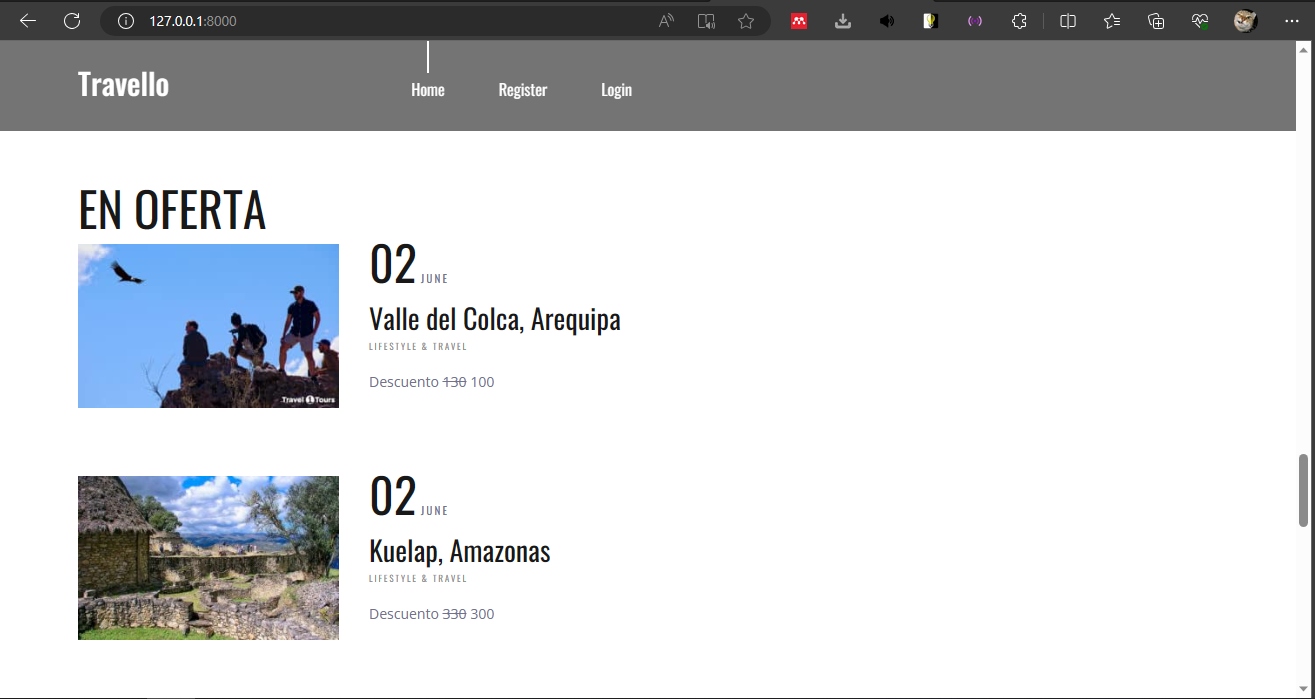 127.0.0.1:8000
Travello
Home Register Login
EN OFERTA
02 JUNE
Valle del Colca, Arequipa
LIFESTYLE & TRAVEL
Descuento 130 100
Travel 1 Tours
02 JUNE
Kuelap, Amazonas
LIFESTYLE & TRAVEL
Descuento 330 300